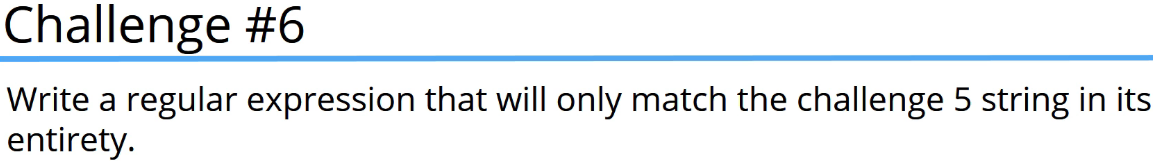 Challenge #6
Write a regular expression that will only match the challenge 5 string in its
entirety.